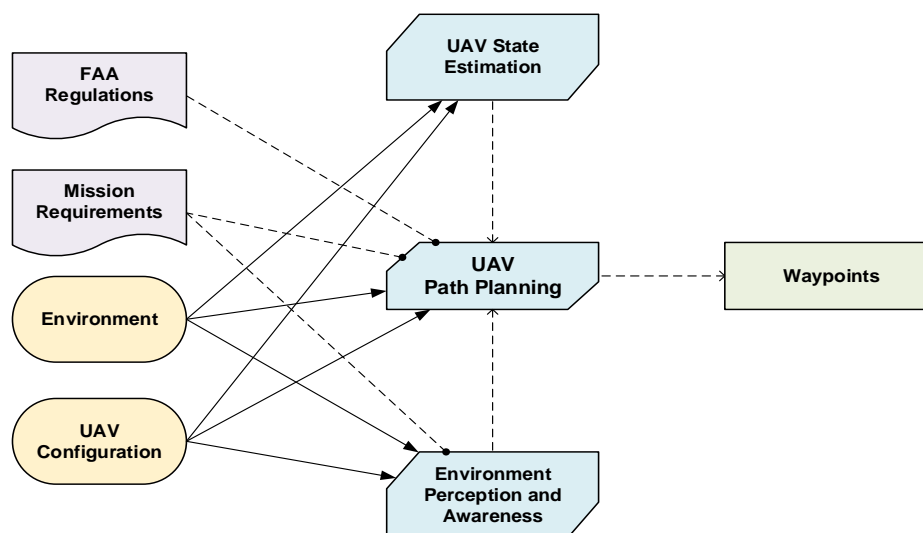 FAA
Regulations
Mission
Requirements
Environment
UAV
Configuration
UAV State
Estimation
UAV
Path Planning
Environment
Perception and
Awareness
Waypoints